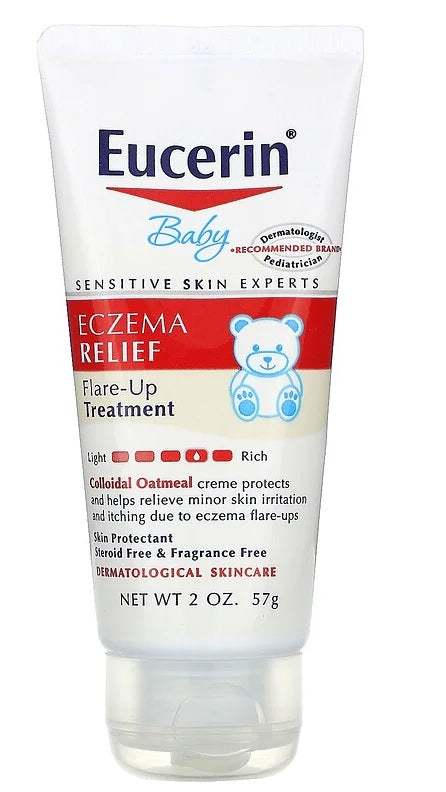 Eucerin®
Baby
Dermatologist
•RECOMMENDED BRAND•
Pediatrician
SENSITIVE SKIN EXPERTS
ECZEMA
RELIEF
Flare-Up
Treatment
Light Rich
Colloidal Oatmeal creme protects
and helps relieve minor skin irritation
and itching due to eczema flare-ups
Skin Protectant
Steroid Free & Fragrance Free
DERMATOLOGICAL SKINCARE
NET WT 2 OZ. 57g